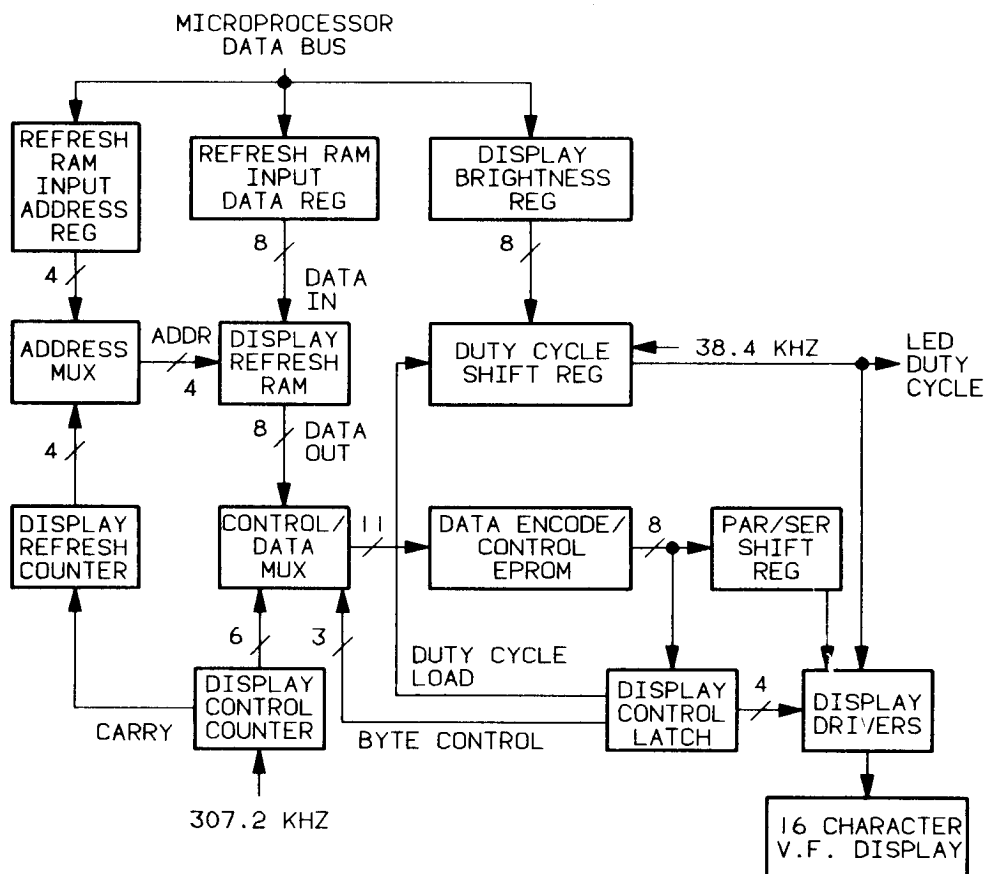 MICROPROCESSOR
DATA BUS
REFRESH
RAM
INPUT
ADDRESS
REG
REFRESH RAM
INPUT
DATA REG
DISPLAY
BRIGHTNESS
REG
4
8
DATA
IN
8
ADDRESS
MUX
ADDR
4
DISPLAY
REFRESH
RAM
DUTY CYCLE
SHIFT REG
38.4 KHZ
LED
DUTY
CYCLE
4
8
DATA
OUT
DISPLAY
REFRESH
COUNTER
CONTROL/
DATA
MUX
11
DATA ENCODE/
CONTROL
EPROM
8
PAR/SER
SHIFT
REG
6
3
DUTY CYCLE
LOAD
CARRY
DISPLAY
CONTROL
COUNTER
BYTE CONTROL
DISPLAY
CONTROL
LATCH
4
DISPLAY
DRIVERS
307.2 KHZ
16 CHARACTER
V.F. DISPLAY